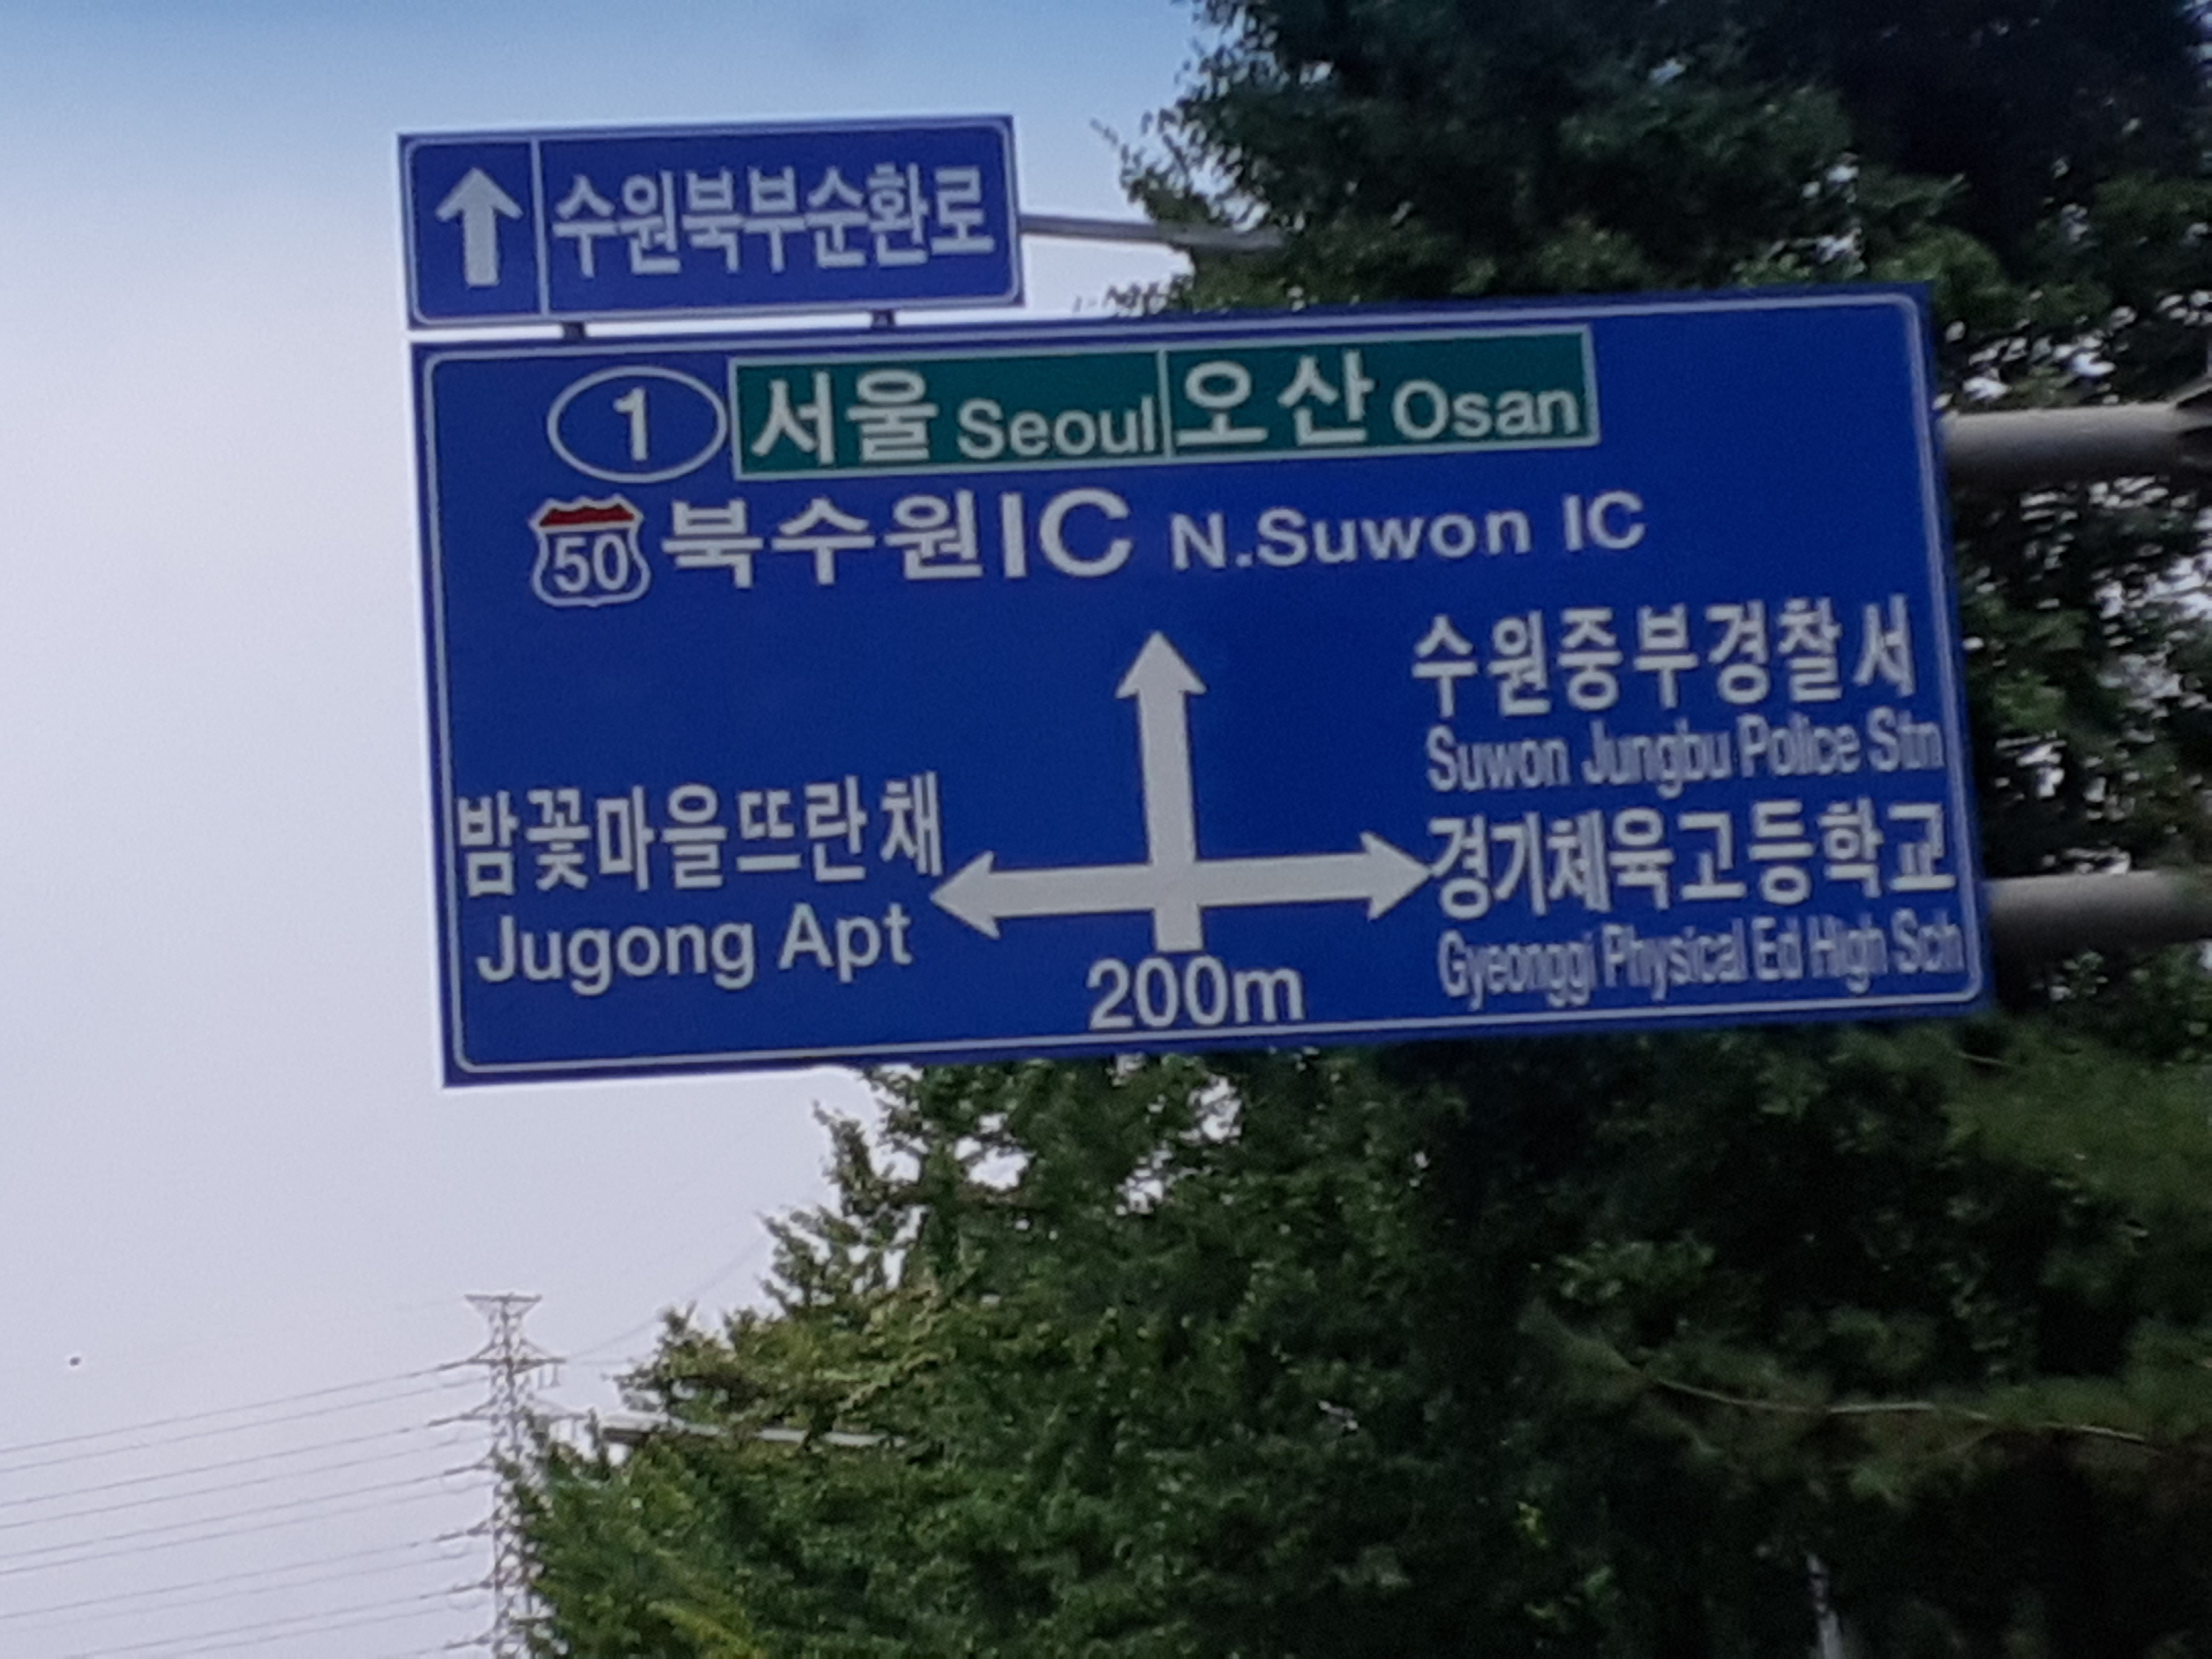 수원북부순환로
1 서울 Seoul 오산 Osan
50 북수원IC N.Suwon IC
수원중부경찰서
Suwon Jungbu Police Stn
밤꽃마을뜨란채
Jugong Apt
경기체육고등학교
Gyeonggi Physical Ed High Sch
200m